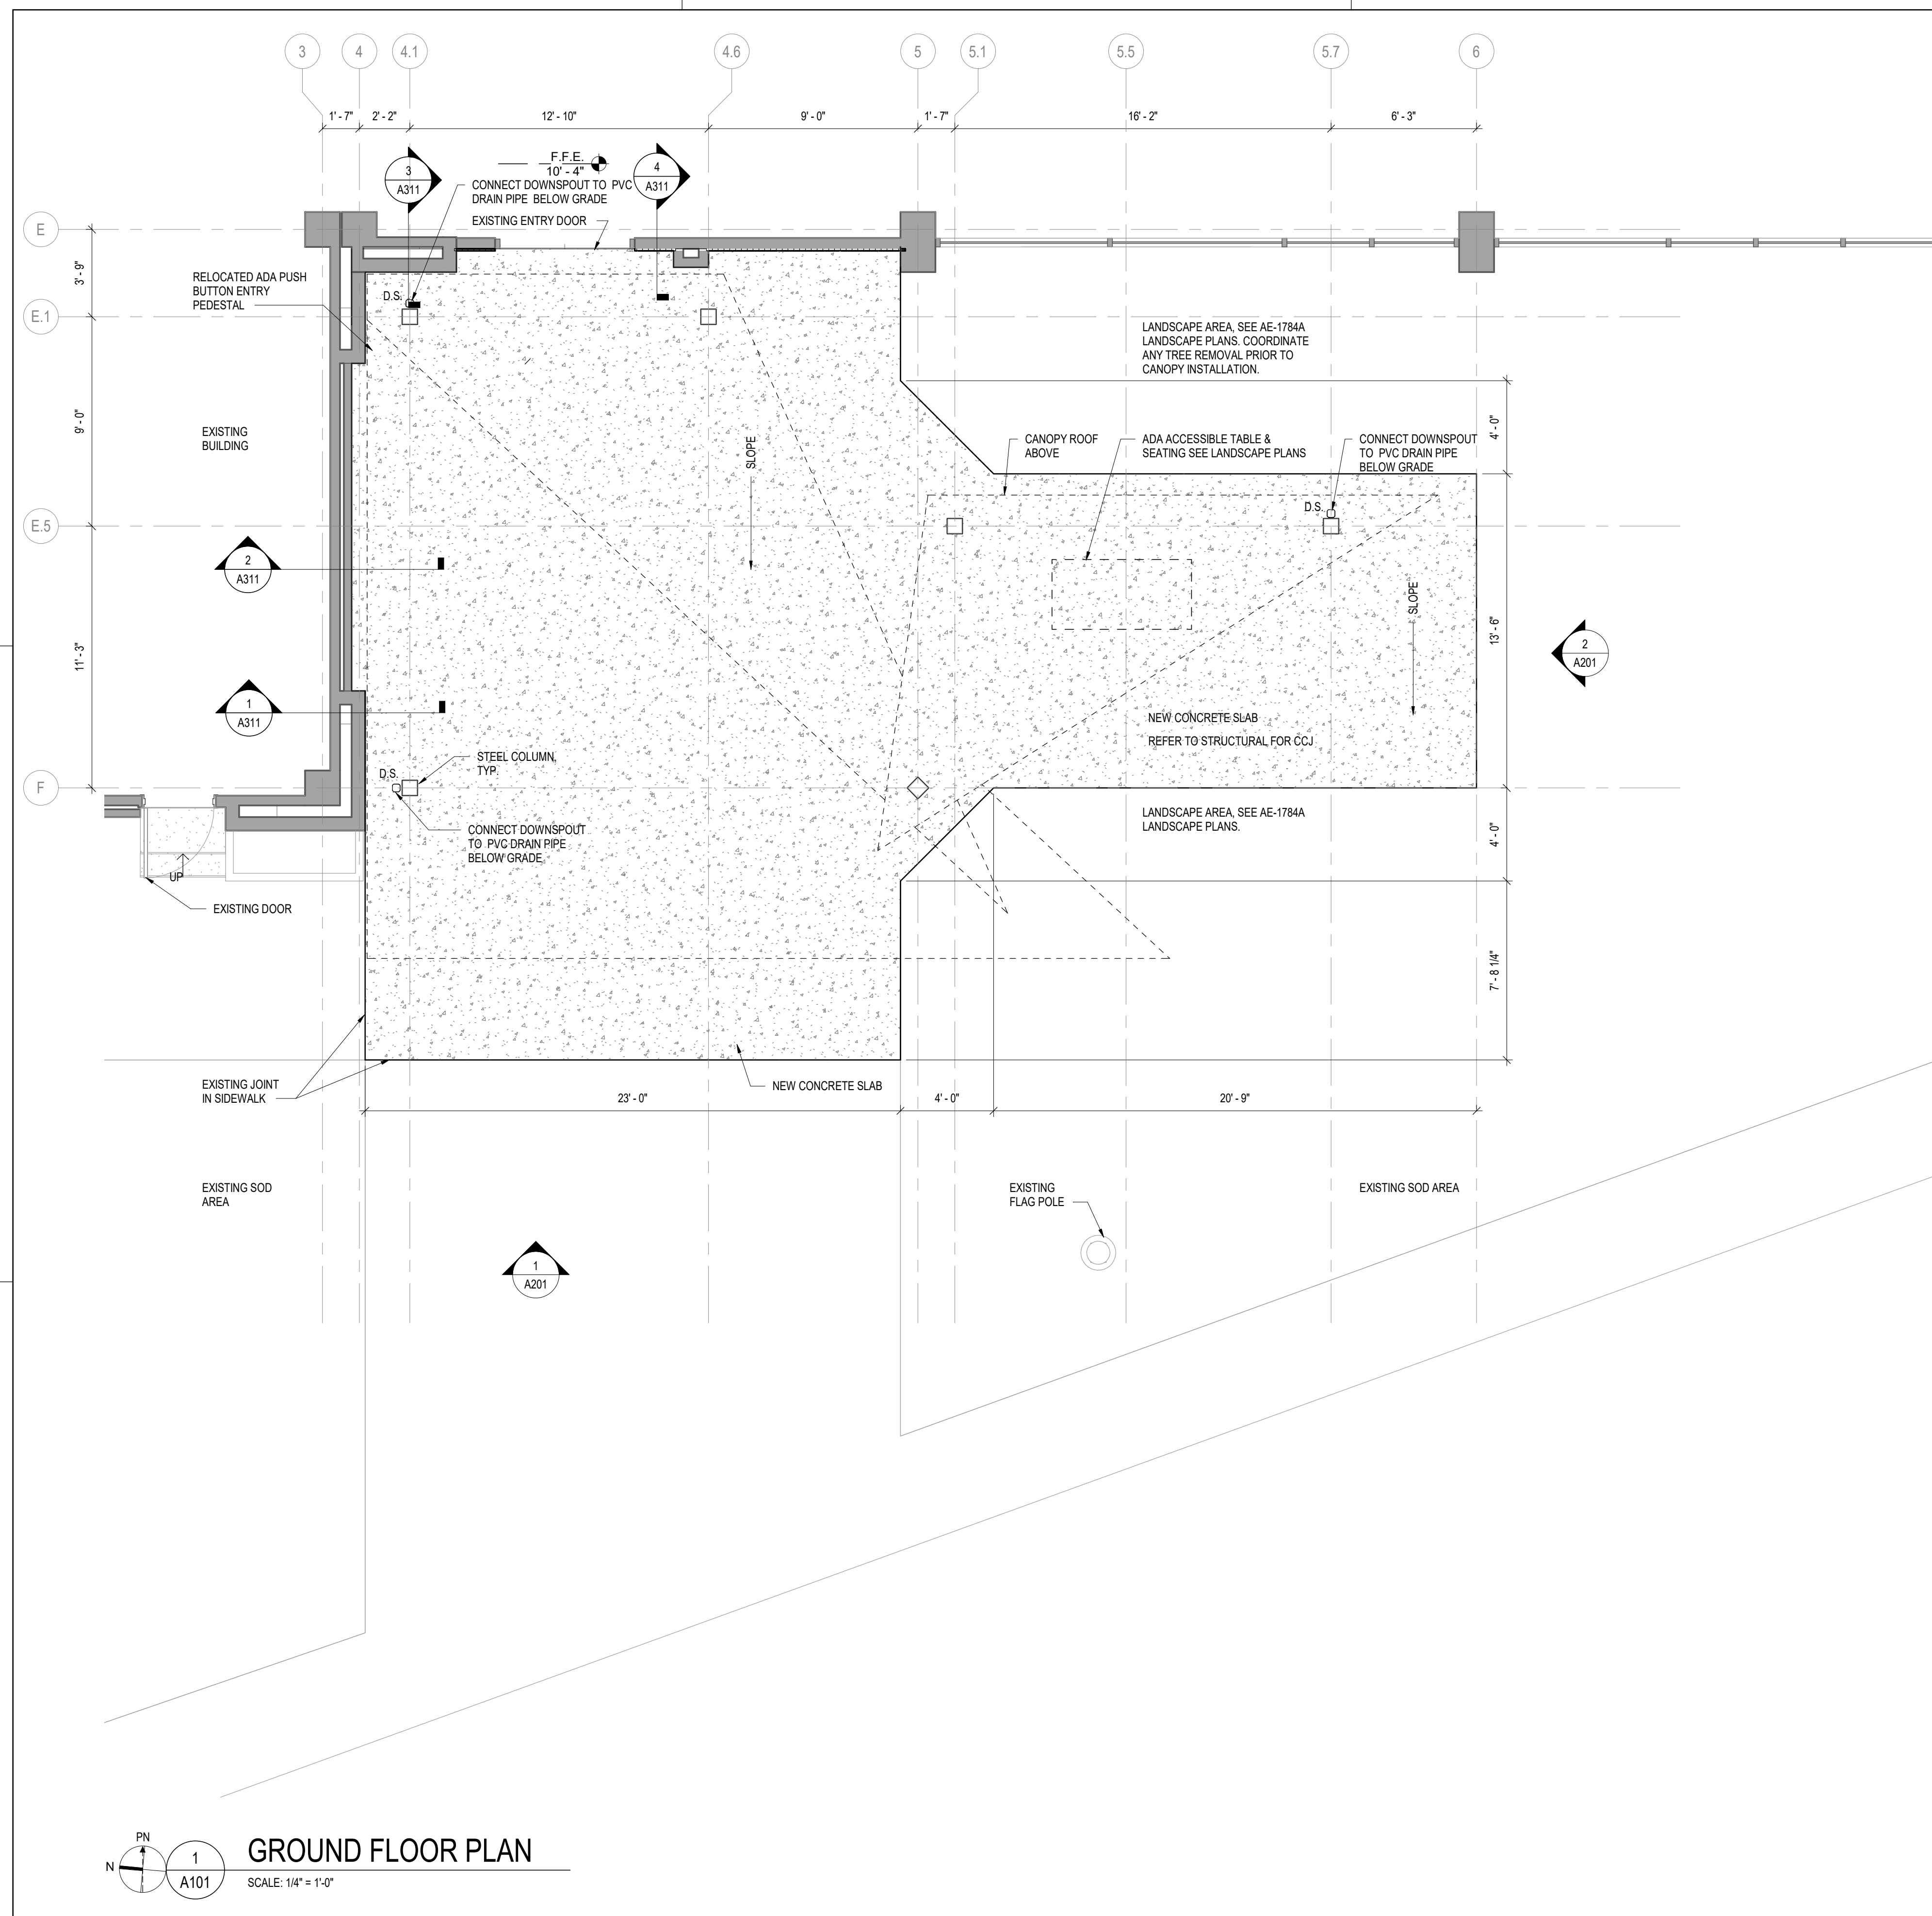 3
4
4.1
4.6
5
5.1
5.5
5.7
6
1' - 7"
2' - 2"
12' - 10"
9' - 0"
1' - 7"
16' - 2"
6' - 3"
3
A311
F.F.E.
10' - 4"
4
A311
CONNECT DOWNSPOUT TO PVC
DRAIN PIPE BELOW GRADE
EXISTING ENTRY DOOR
E
3' - 9"
RELOCATED ADA PUSH
BUTTON ENTRY
PEDESTAL
D.S.
E.1
LANDSCAPE AREA, SEE AE-1784A
LANDSCAPE PLANS. COORDINATE
ANY TREE REMOVAL PRIOR TO
CANOPY INSTALLATION.
9' - 0"
EXISTING
BUILDING
SLOPE
CANOPY ROOF
ABOVE
ADA ACCESSIBLE TABLE &
SEATING SEE LANDSCAPE PLANS
CONNECT DOWNSPOUT
TO PVC DRAIN PIPE
BELOW GRADE
4' - 0"
D.S.
E.5
2
A311
SLOPE
13' - 6"
11' - 3"
2
A201
1
A311
NEW CONCRETE SLAB
REFER TO STRUCTURAL FOR CCJ
STEEL COLUMN,
TYP.
D.S.
F
CONNECT DOWNSPOUT
TO PVC DRAIN PIPE
BELOW GRADE
LANDSCAPE AREA, SEE AE-1784A
LANDSCAPE PLANS.
4' - 0"
UP
EXISTING DOOR
7' - 8 1/4"
EXISTING JOINT
IN SIDEWALK
NEW CONCRETE SLAB
23' - 0"
4' - 0"
20' - 9"
EXISTING SOD
AREA
EXISTING
FLAG POLE
EXISTING SOD AREA
1
A201
PN
N
1
A101
GROUND FLOOR PLAN
SCALE: 1/4" = 1'-0"